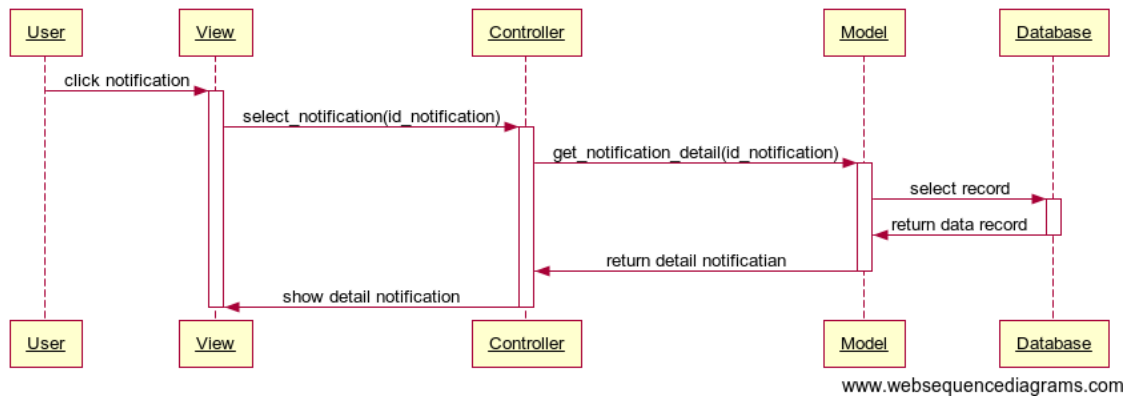 User
View
Controller
Model
Database
click notification
select_notification(id_notification)
get_notification_detail(id_notification)
select record
return data record
return detail notificatian
show detail notification
User
View
Controller
Model
Database
www.websequencediagrams.com